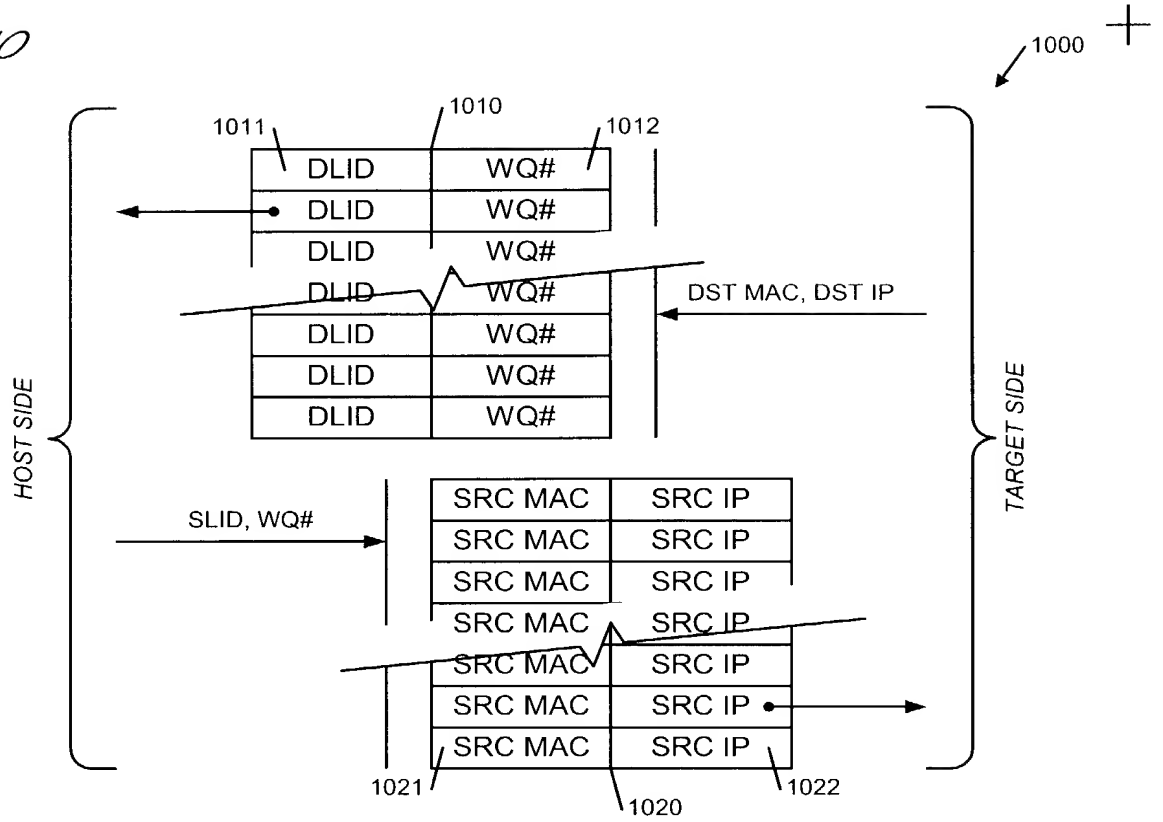 1000
1010
1011
1012
DLID WQ#
DLID WQ#
DLID WQ#
DLID WQ#
DLID WQ#
DLID WQ#
DLID WQ#
DST MAC, DST IP
HOST SIDE
TARGET SIDE
SLID, WQ#
SRC MAC SRC IP
SRC MAC SRC IP
SRC MAC SRC IP
SRC MAC SRC IP
SRC MAC SRC IP
SRC MAC SRC IP
SRC MAC SRC IP
1021
1020
1022